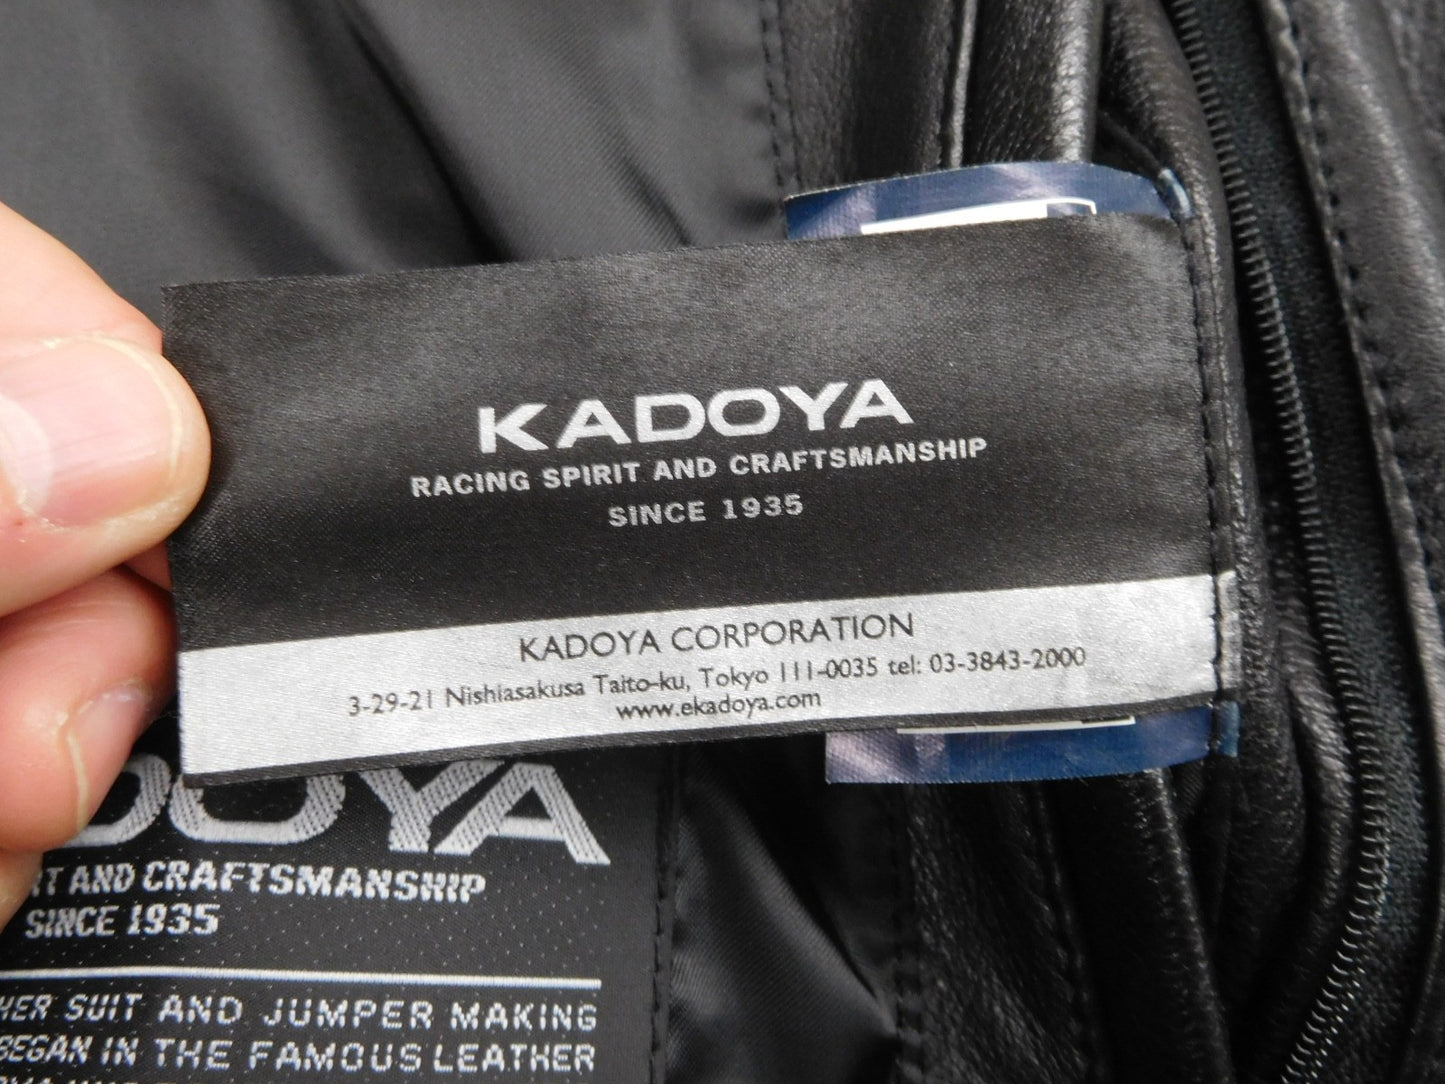 KADOYA
RACING SPIRIT AND CRAFTSMANSHIP
SINCE 1935
KADOYA CORPORATION
3-29-21 Nishiasakusa Taito-ku, Tokyo 111-0035 tel: 03-3843-2000
www.ekadoya.com
OYA
AND CRAFTSMANSHIP
SINCE 1935
SUIT AND JUMPER MAKING
BEGAN IN THE FAMOUS LEATHER